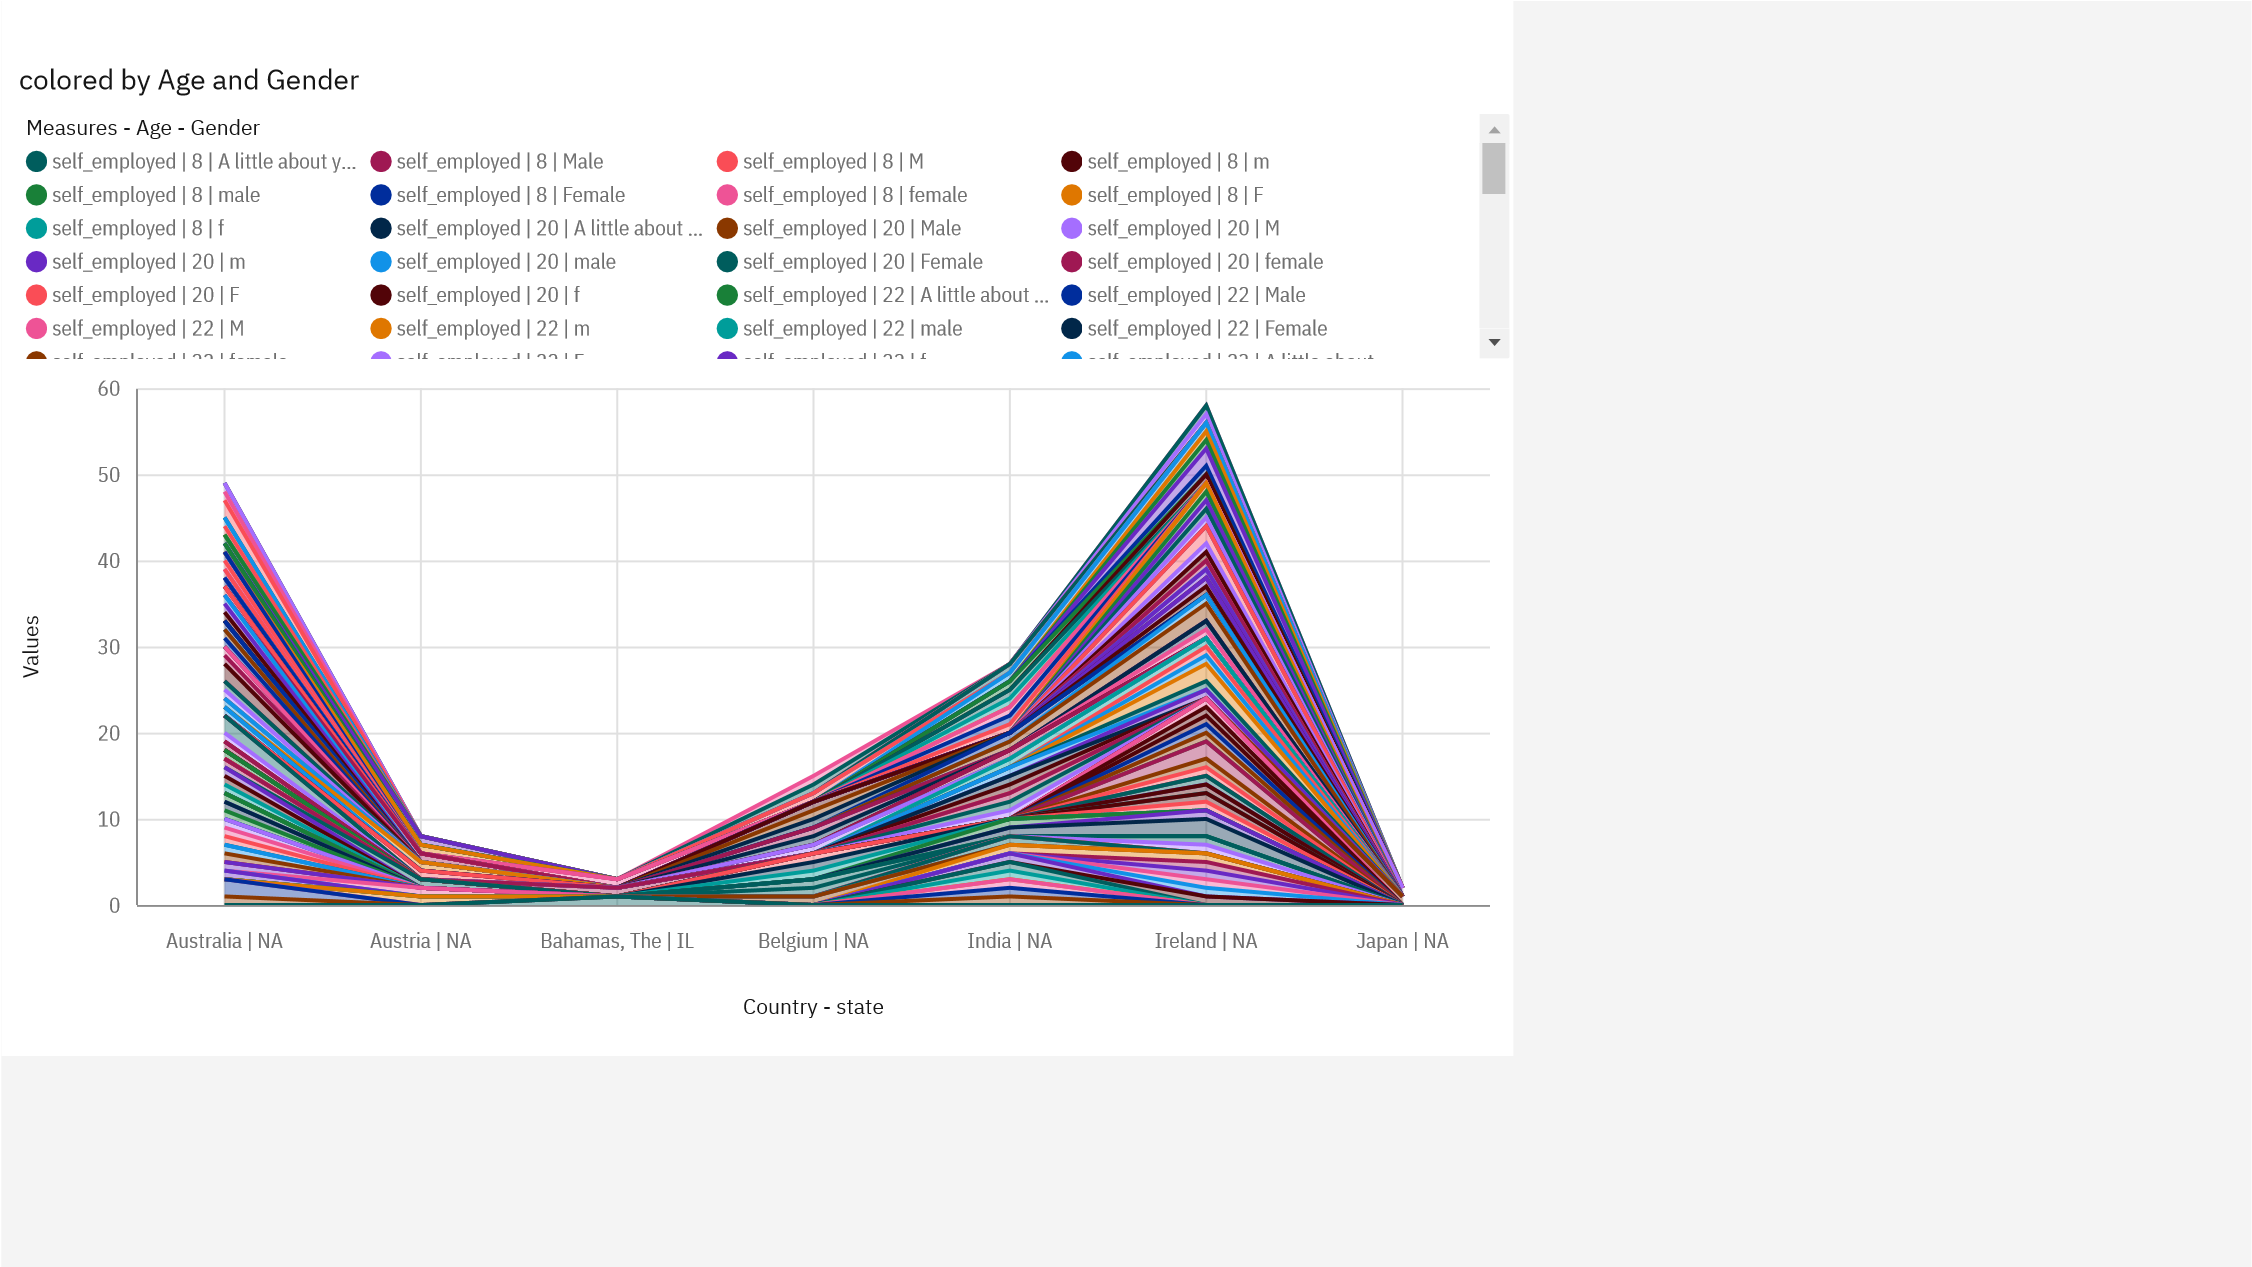 colored by Age and Gender
Measures - Age - Gender
self_employed | 8 | A little about y... self_employed | 8 | Male self_employed | 8 | M self_employed | 8 | m
self_employed | 8 | male self_employed | 8 | Female self_employed | 8 | female self_employed | 8 | F
self_employed | 8 | f self_employed | 20 | A little about ... self_employed | 20 | Male self_employed | 20 | M
self_employed | 20 | m self_employed | 20 | male self_employed | 20 | Female self_employed | 20 | female
self_employed | 20 | F self_employed | 20 | f self_employed | 22 | A little about ... self_employed | 22 | Male
self_employed | 22 | M self_employed | 22 | m self_employed | 22 | male self_employed | 22 | Female
60
50
40
30
20
10
0
Values
Australia | NA Austria | NA Bahamas, The | IL Belgium | NA India | NA Ireland | NA Japan | NA
Country - state